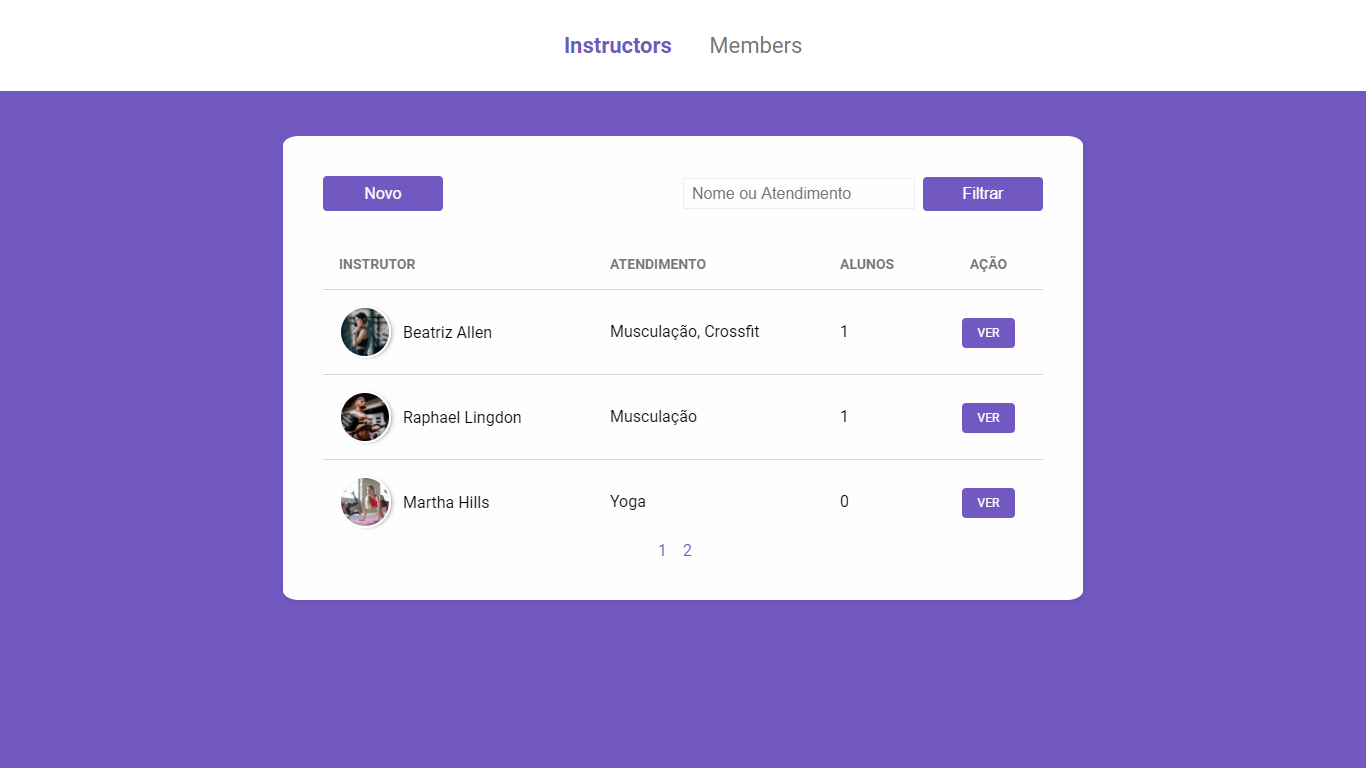 Instructors Members
Novo Nome ou Atendimento Filtrar
INSTRUTOR ATENDIMENTO ALUNOS AÇÃO
Beatriz Allen Musculação, Crossfit 1 VER
Raphael Lingdon Musculação 1 VER
Martha Hills Yoga 0 VER
1 2